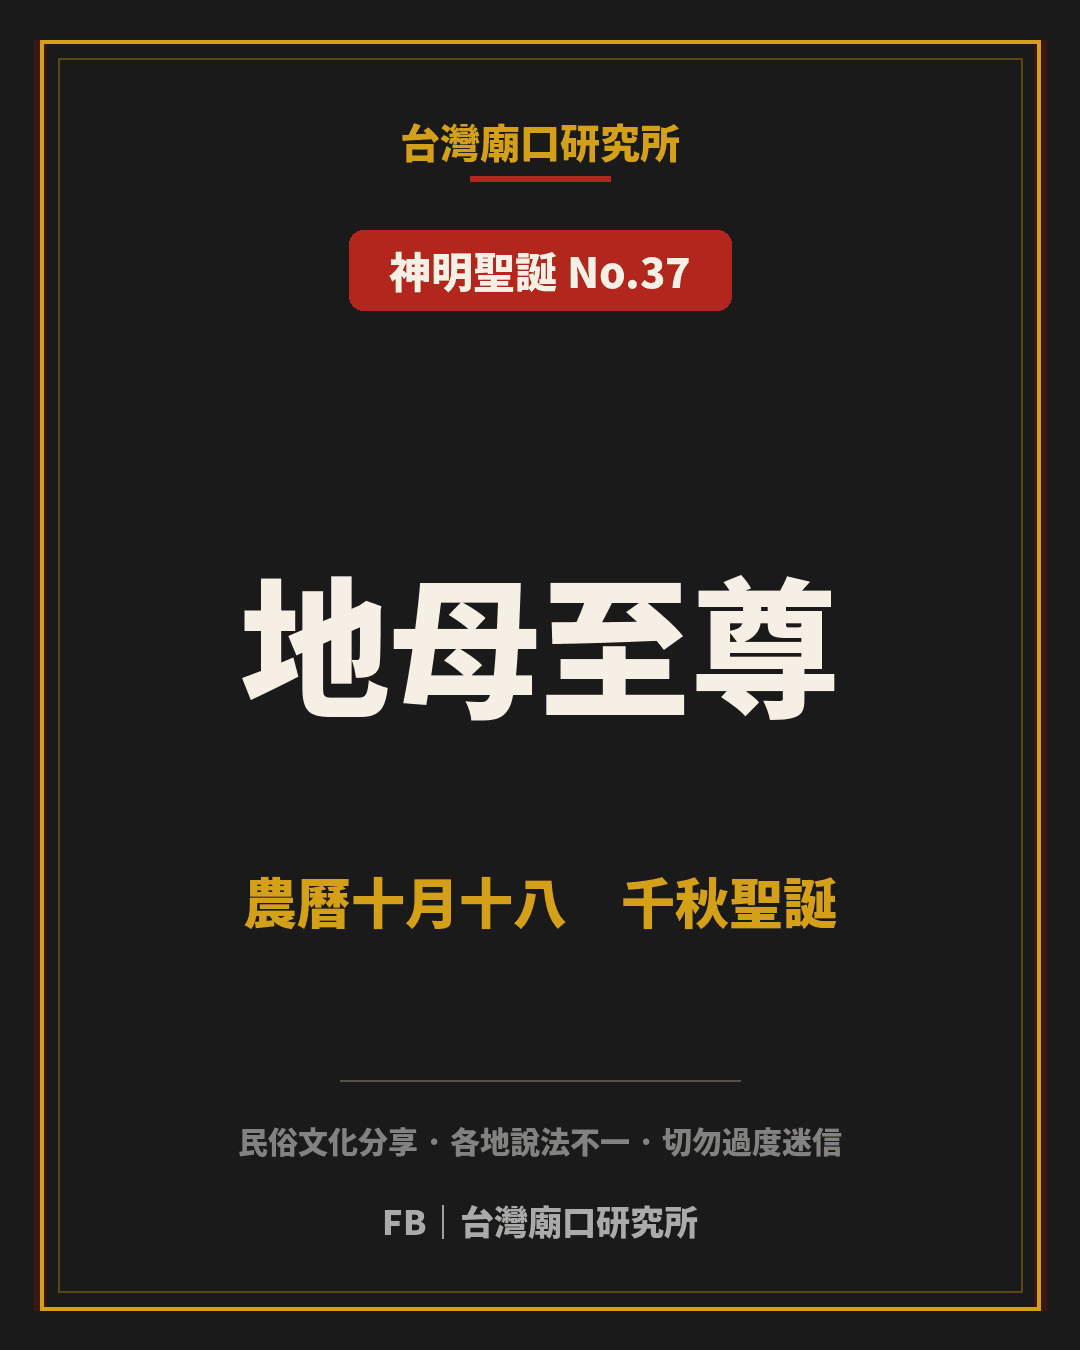 台灣廟口研究所
神明聖誕 No.37
地母至尊
農曆十月十八　千秋聖誕
民俗文化分享・各地說法不一・切勿過度迷信
FB｜台灣廟口研究所